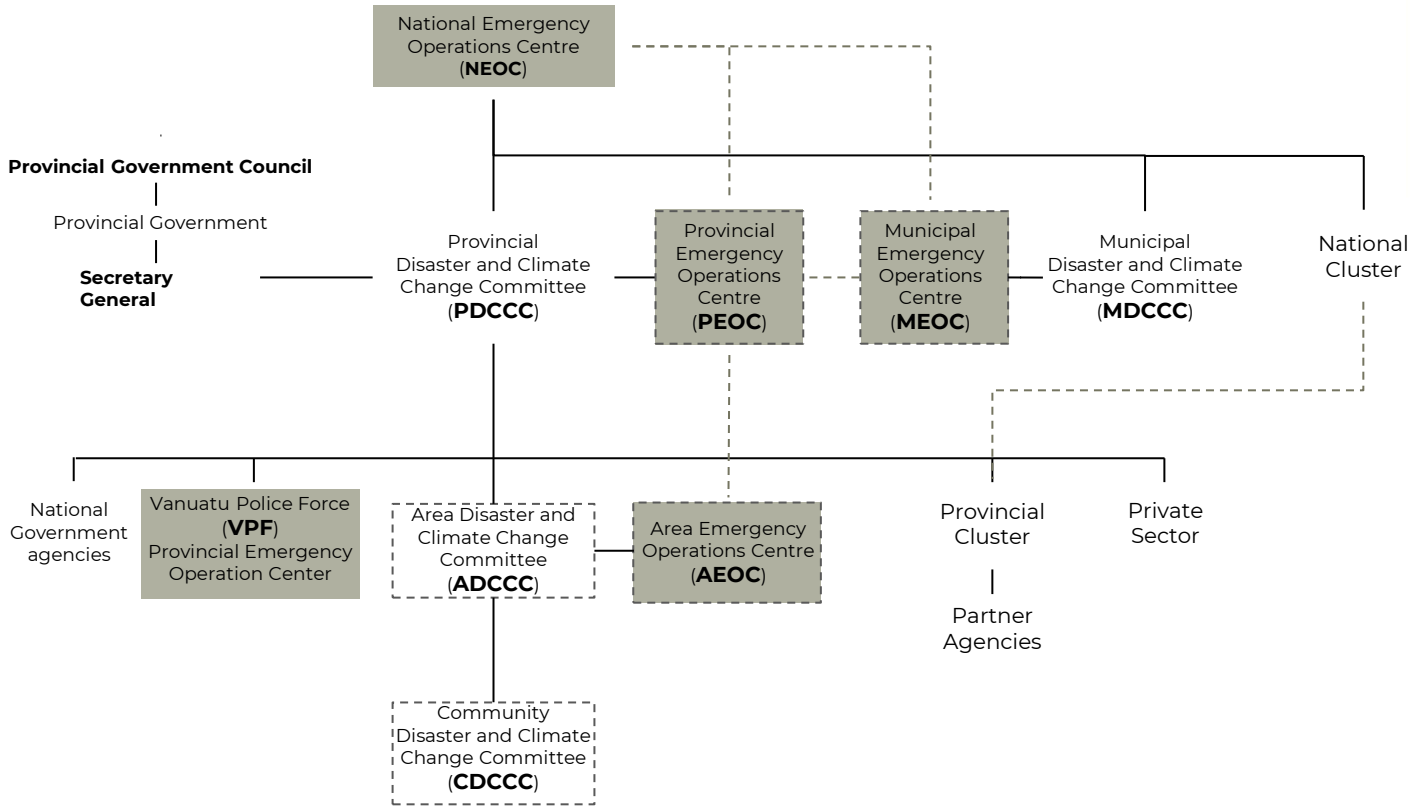 National Emergency
Operations Centre
(NEOC)
Provincial Government Council
Provincial Government
Secretary
General
Provincial
Disaster and Climate
Change Committee
(PDCCC)
Provincial
Emergency
Operations
Centre
(PEOC)
Municipal
Emergency
Operations
Centre
(MEOC)
Municipal
Disaster and Climate
Change Committee
(MDCCC)
National
Cluster
National
Government
agencies
Vanuatu Police Force
(VPF)
Provincial Emergency
Operation Center
Area Disaster and
Climate Change
Committee
(ADCCC)
Area Emergency
Operations Centre
(AEOC)
Provincial
Cluster
Partner
Agencies
Private
Sector
Community
Disaster and Climate
Change Committee
(CDCCC)